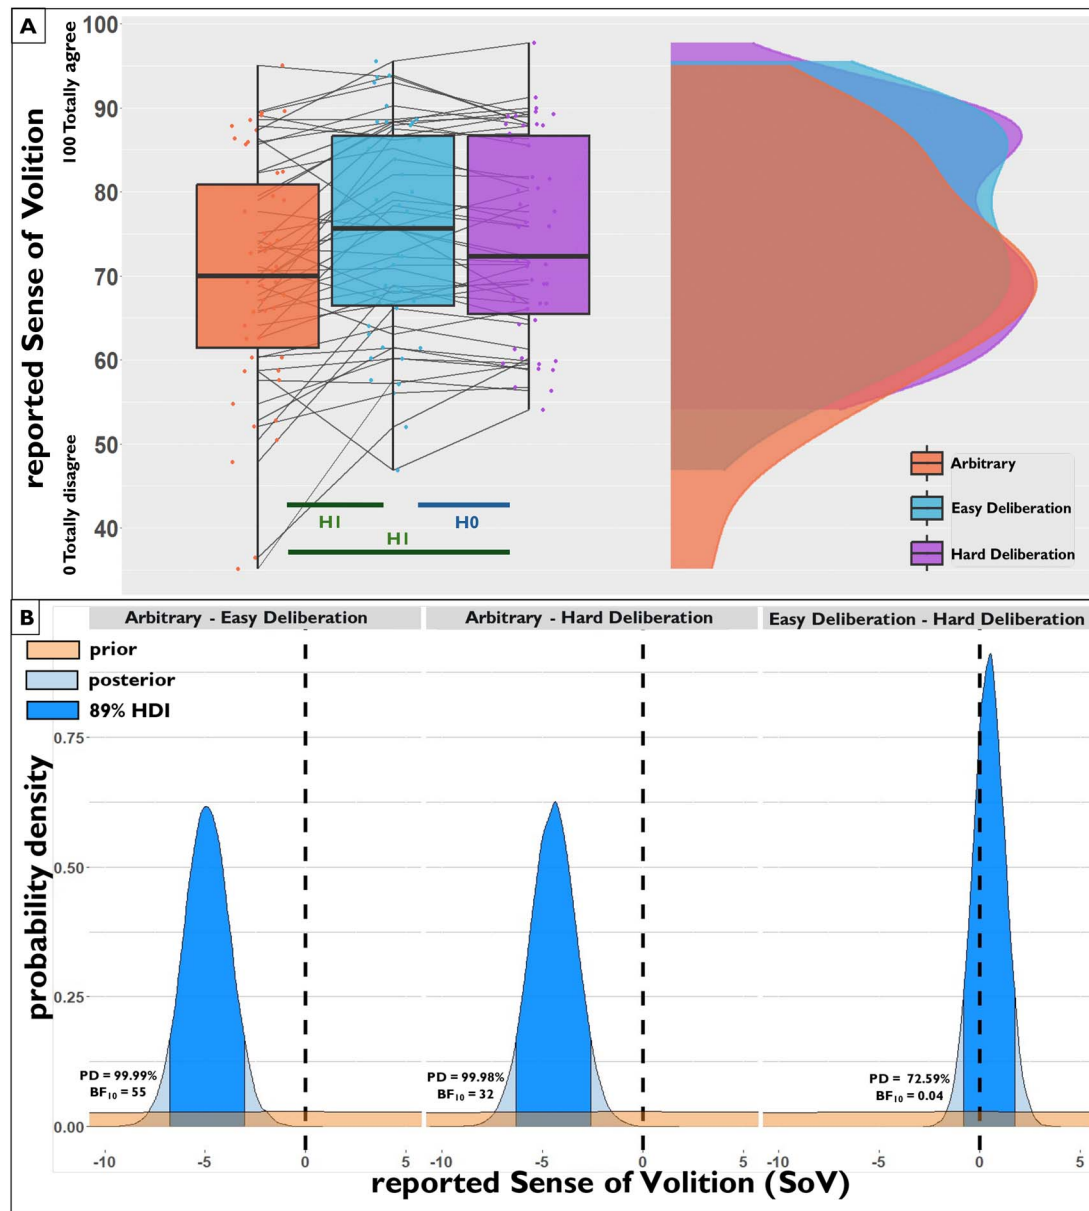 A
100
90
80
70
60
50
40
100 Totally agree
reported Sense of Volition
0 Totally disagree
H1
H0
H1
Arbitrary
Easy Deliberation
Hard Deliberation
B
Arbitrary - Easy Deliberation
Arbitrary - Hard Deliberation
Easy Deliberation - Hard Deliberation
prior
posterior
89% HDI
probability density
0.75
0.50
0.25
0.00
PD = 99.99%
BF₁₀ = 55
PD = 99.98%
BF₁₀ = 32
PD = 72.59%
BF₁₀ = 0.04
-10 -5 0 5 -10 -5 0 5 -10 -5 0 5
reported Sense of Volition (SoV)